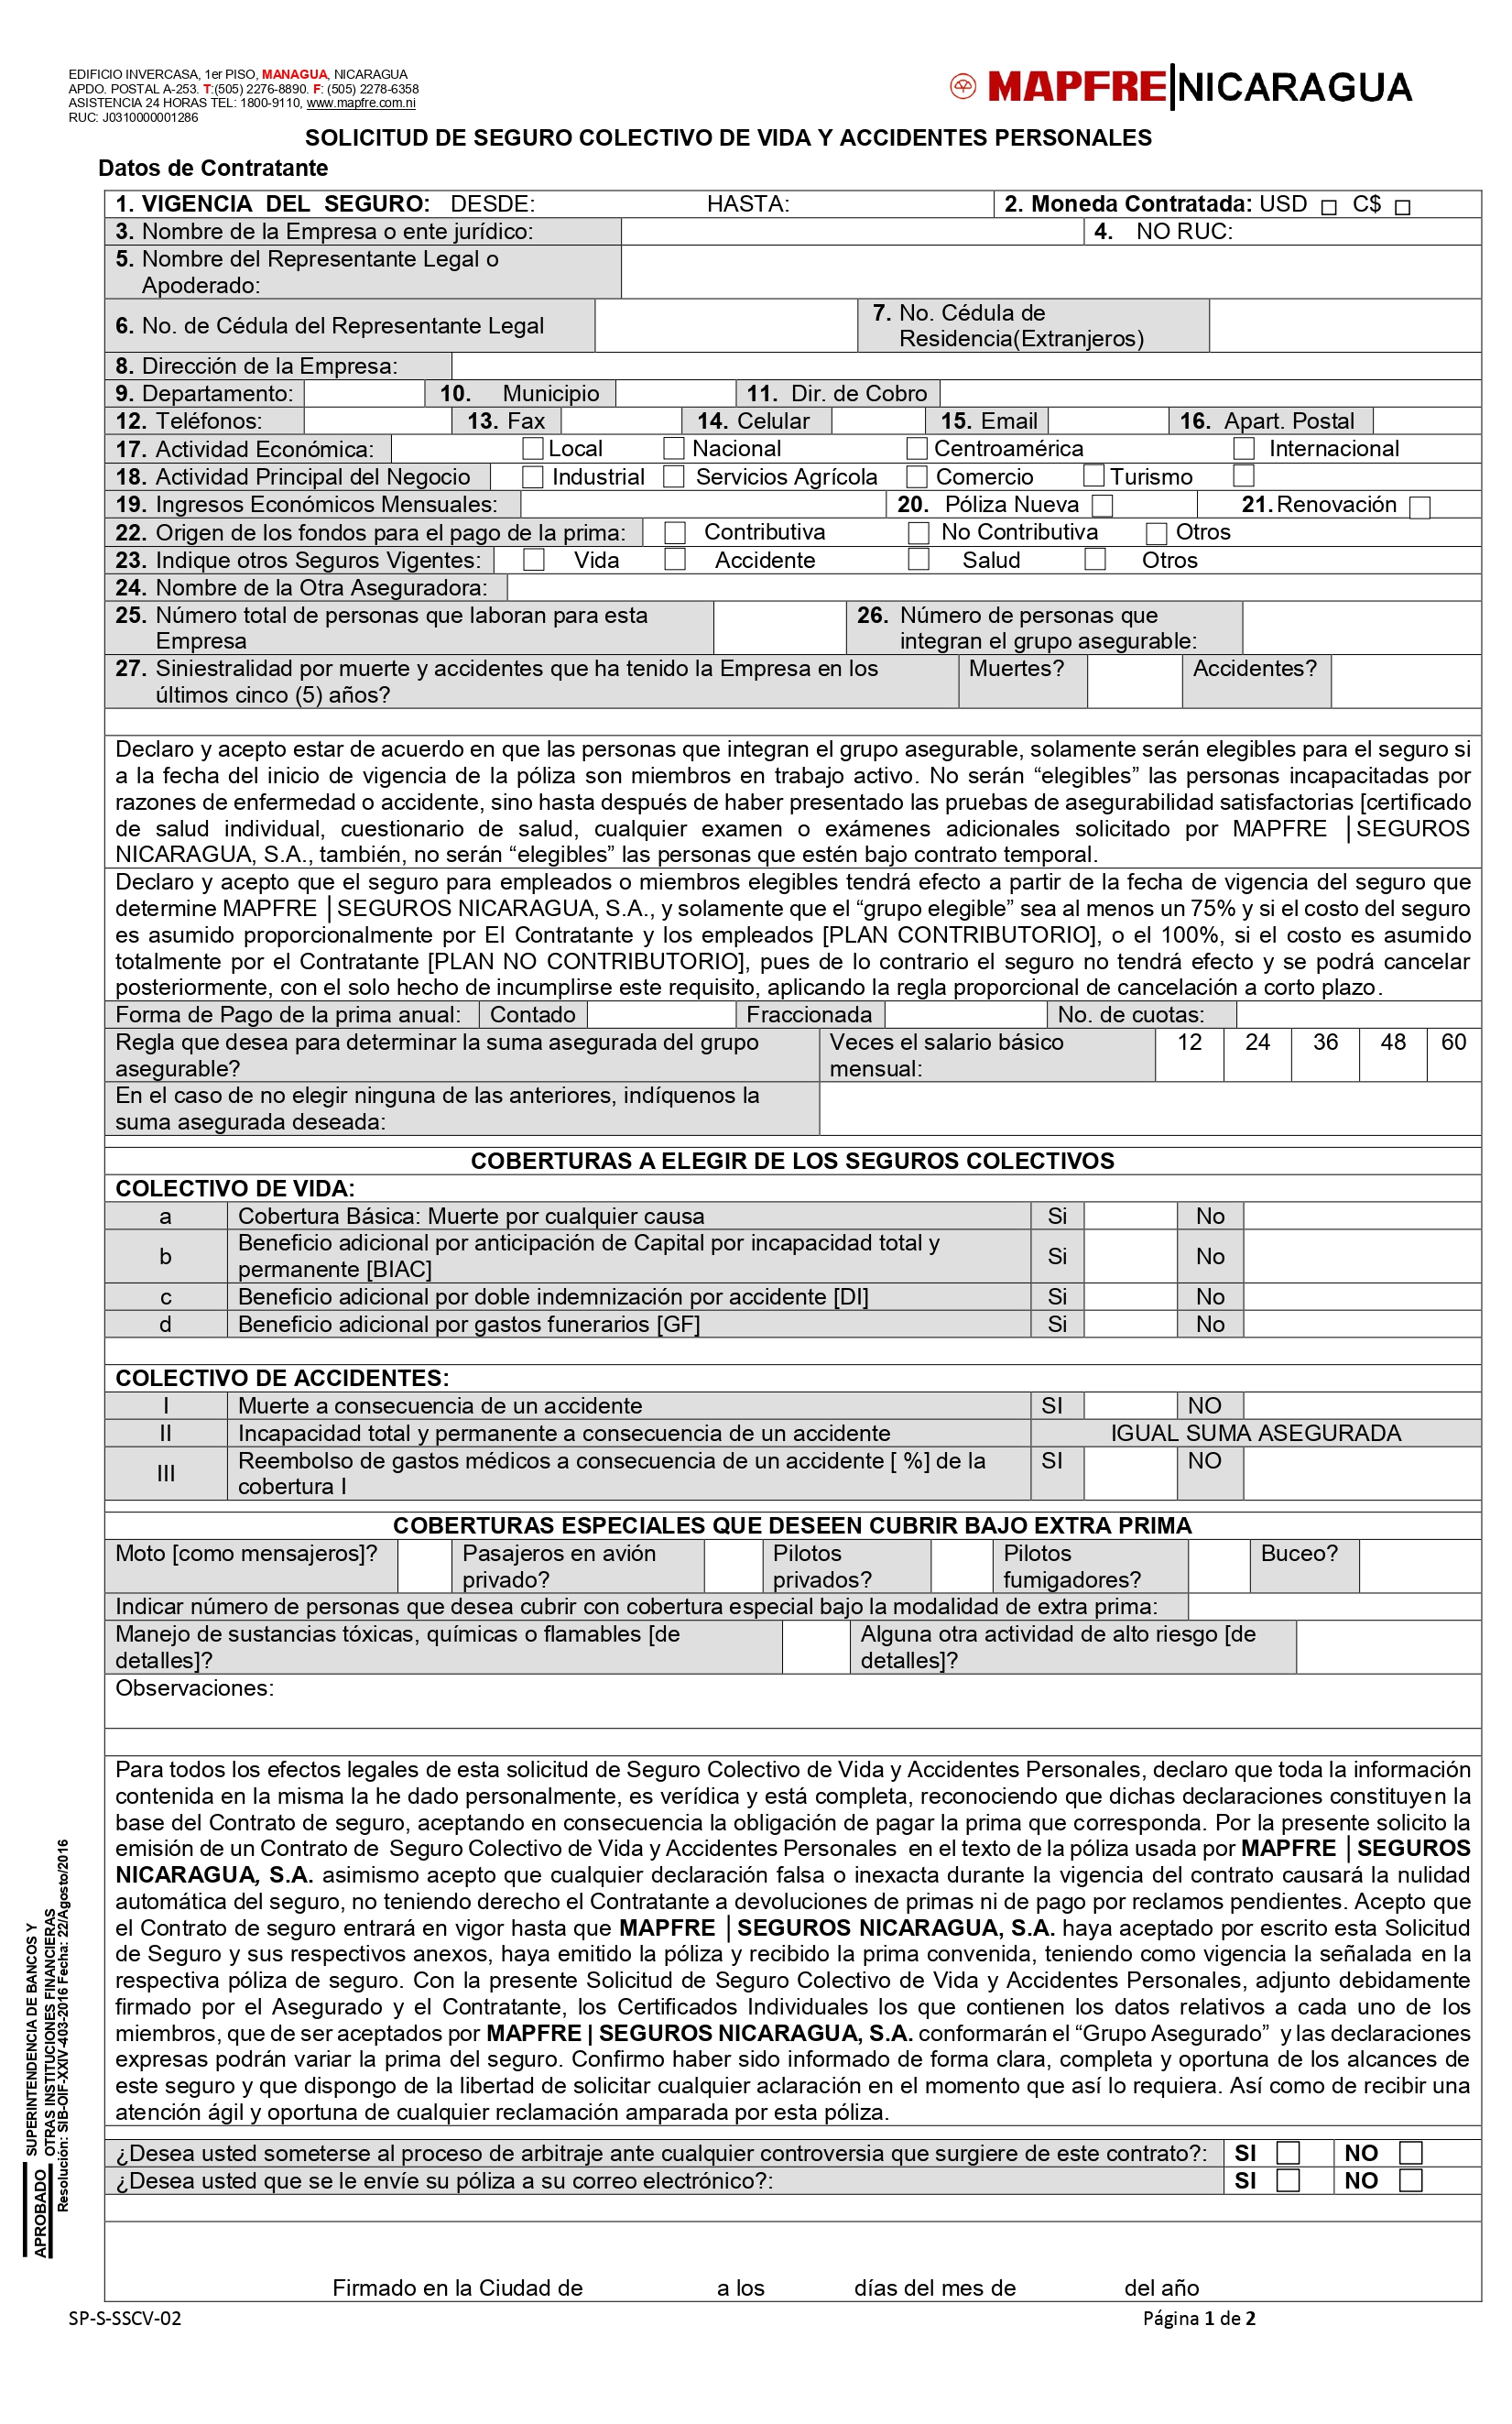 EDIFICIO INVERCASA, 1er PISO, MANAGUA, NICARAGUA
APDO. POSTAL A-253. T:(505) 2276-8890. F: (505) 2278-6358
ASISTENCIA 24 HORAS TEL: 1800-9110, www.mapfre.com.ni
RUC: J0310000001286
MAPFRE|NICARAGUA
SOLICITUD DE SEGURO COLECTIVO DE VIDA Y ACCIDENTES PERSONALES
Datos de Contratante
1. VIGENCIA DEL SEGURO: DESDE: HASTA: 2. Moneda Contratada: USD □ C$ □
3. Nombre de la Empresa o ente jurídico: 4. NO RUC:
5. Nombre del Representante Legal o
Apoderado:
6. No. de Cédula del Representante Legal 7. No. Cédula de
Residencia(Extranjeros)
8. Dirección de la Empresa:
9. Departamento: 10. Municipio 11. Dir. de Cobro
12. Teléfonos: 13. Fax 14. Celular 15. Email 16. Apart. Postal
17. Actividad Económica: □ Local □ Nacional □ Centroamérica □ Internacional
18. Actividad Principal del Negocio □ Industrial □ Servicios Agrícola □ Comercio □ Turismo □
19. Ingresos Económicos Mensuales: 20. Póliza Nueva □ 21. Renovación □
22. Origen de los fondos para el pago de la prima: □ Contributiva □ No Contributiva □ Otros
23. Indique otros Seguros Vigentes: □ Vida □ Accidente □ Salud □ Otros
24. Nombre de la Otra Aseguradora:
25. Número total de personas que laboran para esta
Empresa
26. Número de personas que
integran el grupo asegurable:
27. Siniestralidad por muerte y accidentes que ha tenido la Empresa en los
últimos cinco (5) años?
Muertes? Accidentes?
Declaro y acepto estar de acuerdo en que las personas que integran el grupo asegurable, solamente serán elegibles para el seguro si
a la fecha del inicio de vigencia de la póliza son miembros en trabajo activo. No serán “elegibles” las personas incapacitadas por
razones de enfermedad o accidente, sino hasta después de haber presentado las pruebas de asegurabilidad satisfactorias [certificado
de salud individual, cuestionario de salud, cualquier examen o exámenes adicionales solicitado por MAPFRE |SEGUROS
NICARAGUA, S.A., también, no serán “elegibles” las personas que estén bajo contrato temporal.
Declaro y acepto que el seguro para empleados o miembros elegibles tendrá efecto a partir de la fecha de vigencia del seguro que
determine MAPFRE |SEGUROS NICARAGUA, S.A., y solamente que el “grupo elegible” sea al menos un 75% y si el costo del seguro
es asumido proporcionalmente por El Contratante y los empleados [PLAN CONTRIBUTORIO], o el 100%, si el costo es asumido
totalmente por el Contratante [PLAN NO CONTRIBUTORIO], pues de lo contrario el seguro no tendrá efecto y se podrá cancelar
posteriormente, con el solo hecho de incumplirse este requisito, aplicando la regla proporcional de cancelación a corto plazo.
Forma de Pago de la prima anual: Contado Fraccionada No. de cuotas:
Regla que desea para determinar la suma asegurada del grupo
asegurable?
Veces el salario básico
mensual:
12 24 36 48 60
En el caso de no elegir ninguna de las anteriores, indíquenos la
suma asegurada deseada:
COBERTURAS A ELEGIR DE LOS SEGUROS COLECTIVOS
COLECTIVO DE VIDA:
a Cobertura Básica: Muerte por cualquier causa Si No
b Beneficio adicional por anticipación de Capital por incapacidad total y
permanente [BIAC] Si No
c Beneficio adicional por doble indemnización por accidente [DI] Si No
d Beneficio adicional por gastos funerarios [GF] Si No
COLECTIVO DE ACCIDENTES:
I Muerte a consecuencia de un accidente SI NO
II Incapacidad total y permanente a consecuencia de un accidente IGUAL SUMA ASEGURADA
III Reembolso de gastos médicos a consecuencia de un accidente [ %] de la
cobertura I SI NO
COBERTURAS ESPECIALES QUE DESEEN CUBRIR BAJO EXTRA PRIMA
Moto [como mensajeros]? Pasajeros en avión
privado?
Pilotos
privados?
Pilotos
fumigadores?
Buceo?
Indicar número de personas que desea cubrir con cobertura especial bajo la modalidad de extra prima:
Manejo de sustancias tóxicas, químicas o flamables [de
detalles]?
Alguna otra actividad de alto riesgo [de
detalles]?
Observaciones:
Para todos los efectos legales de esta solicitud de Seguro Colectivo de Vida y Accidentes Personales, declaro que toda la información
contenida en la misma la he dado personalmente, es verídica y está completa, reconociendo que dichas declaraciones constituyen la
base del Contrato de seguro, aceptando en consecuencia la obligación de pagar la prima que corresponda. Por la presente solicito la
emisión de un Contrato de Seguro Colectivo de Vida y Accidentes Personales en el texto de la póliza usada por MAPFRE |SEGUROS
NICARAGUA, S.A. asimismo acepto que cualquier declaración falsa o inexacta durante la vigencia del contrato causará la nulidad
automática del seguro, no teniendo derecho el Contratante a devoluciones de primas ni de pago por reclamos pendientes. Acepto que
el Contrato de seguro entrará en vigor hasta que MAPFRE |SEGUROS NICARAGUA, S.A. haya aceptado por escrito esta Solicitud
de Seguro y sus respectivos anexos, haya emitido la póliza y recibido la prima convenida, teniendo como vigencia la señalada en la
respectiva póliza de seguro. Con la presente Solicitud de Seguro Colectivo de Vida y Accidentes Personales, adjunto debidamente
firmado por el Asegurado y el Contratante, los Certificados Individuales los que contienen los datos relativos a cada uno de los
miembros, que de ser aceptados por MAPFRE | SEGUROS NICARAGUA, S.A. conformarán el “Grupo Asegurado” y las declaraciones
expresas podrán variar la prima del seguro. Confirmo haber sido informado de forma clara, completa y oportuna de los alcances de
este seguro y que dispongo de la libertad de solicitar cualquier aclaración en el momento que así lo requiera. Así como de recibir una
atención ágil y oportuna de cualquier reclamación amparada por esta póliza.
¿Desea usted someterse al proceso de arbitraje ante cualquier controversia que surgiere de este contrato?: SI □ NO □
¿Desea usted que se le envíe su póliza a su correo electrónico?: SI □ NO □
Firmado en la Ciudad de a los días del mes de del año
SP-S-SSCV-02 Página 1 de 2
APROBADO
SUPERINTENDENCIA DE BANCOS Y
OTRAS INSTITUCIONES FINANCIERAS
Resolución: SIB-OIF-XXIV-403-2016 Fecha: 22/Agosto/2016